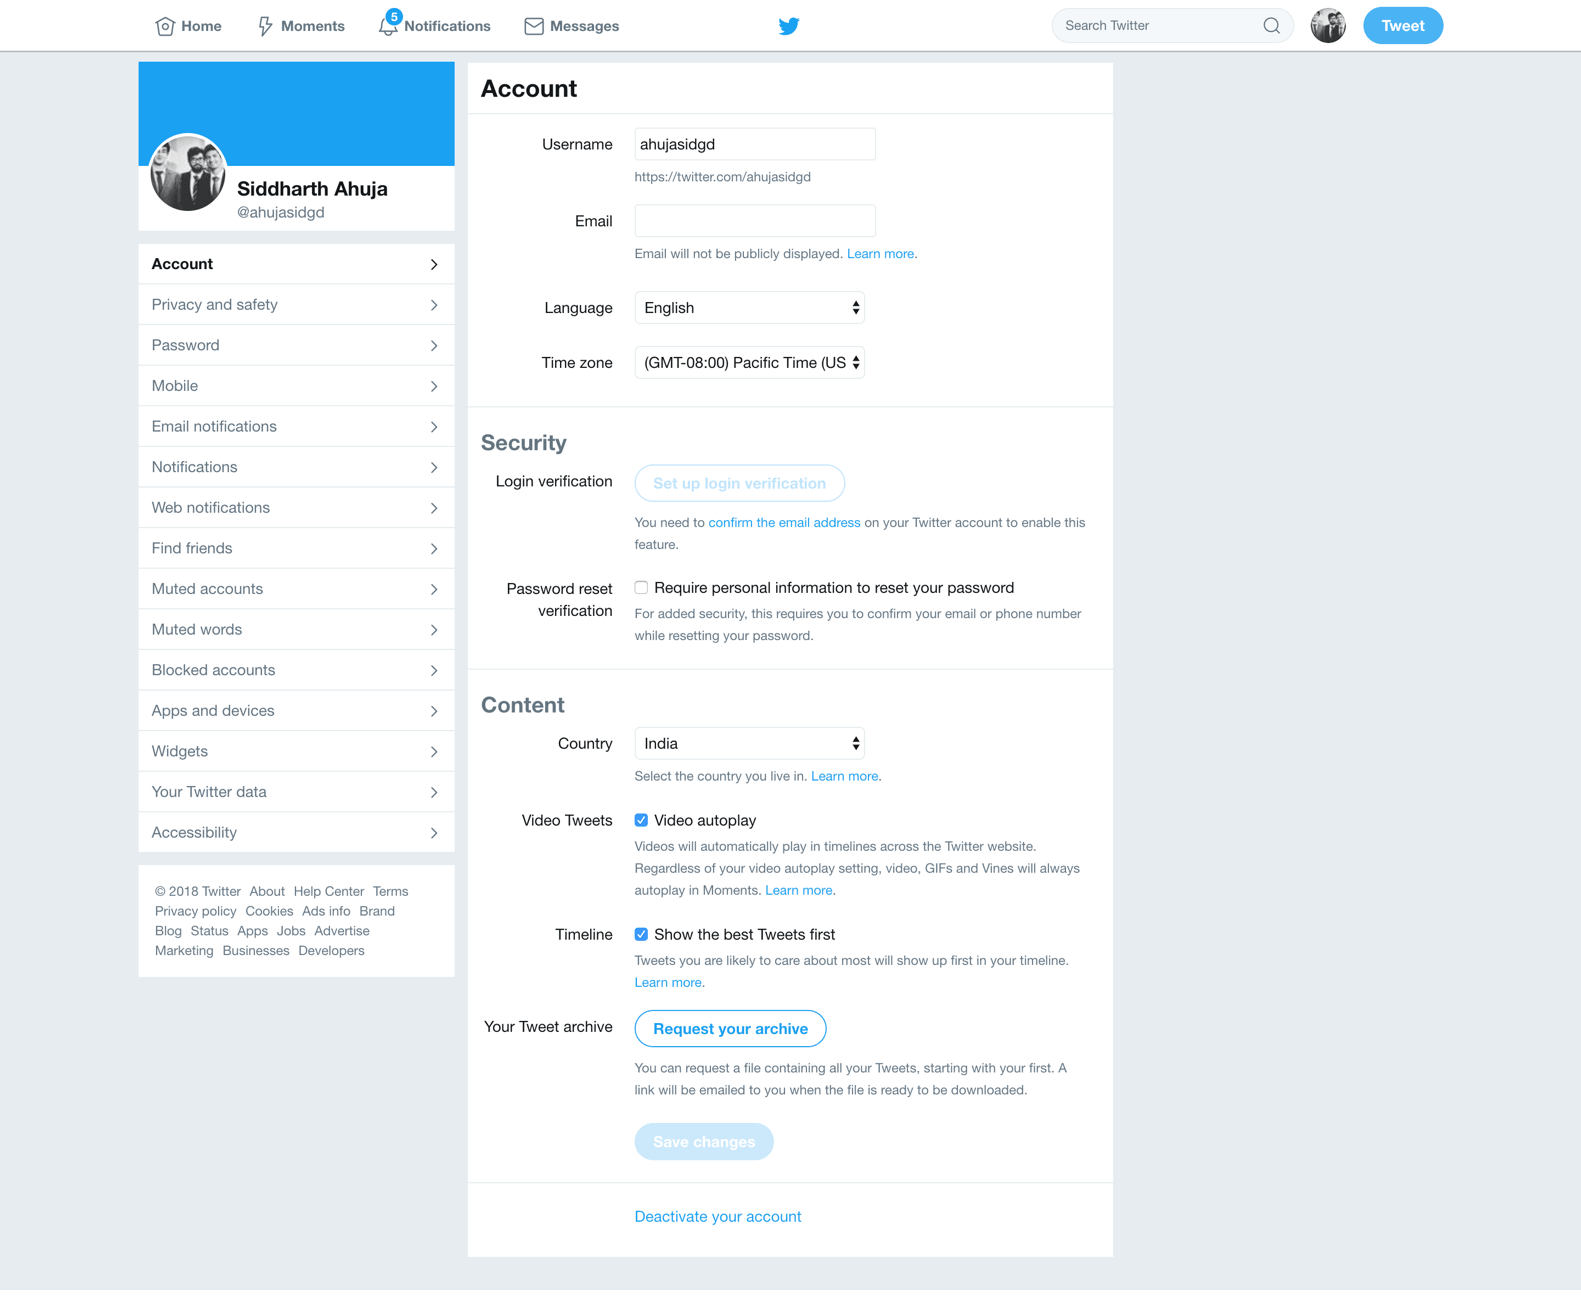 Home Moments 5 Notifications Messages Search Twitter Tweet
Siddharth Ahuja
@ahujasidgd
Account
Privacy and safety
Password
Mobile
Email notifications
Notifications
Web notifications
Find friends
Muted accounts
Muted words
Blocked accounts
Apps and devices
Widgets
Your Twitter data
Accessibility
© 2018 Twitter About Help Center Terms
Privacy policy Cookies Ads info Brand
Blog Status Apps Jobs Advertise
Marketing Businesses Developers
Account
Username ahujasidgd
https://twitter.com/ahujasidgd
Email
Email will not be publicly displayed. Learn more.
Language English
Time zone (GMT-08:00) Pacific Time (US
Security
Login verification Set up login verification
You need to confirm the email address on your Twitter account to enable this
feature.
Password reset
verification
Require personal information to reset your password
For added security, this requires you to confirm your email or phone number
while resetting your password.
Content
Country India
Select the country you live in. Learn more.
Video Tweets Video autoplay
Videos will automatically play in timelines across the Twitter website.
Regardless of your video autoplay setting, video, GIFs and Vines will always
autoplay in Moments. Learn more.
Timeline Show the best Tweets first
Tweets you are likely to care about most will show up first in your timeline.
Learn more.
Your Tweet archive Request your archive
You can request a file containing all your Tweets, starting with your first. A
link will be emailed to you when the file is ready to be downloaded.
Save changes
Deactivate your account